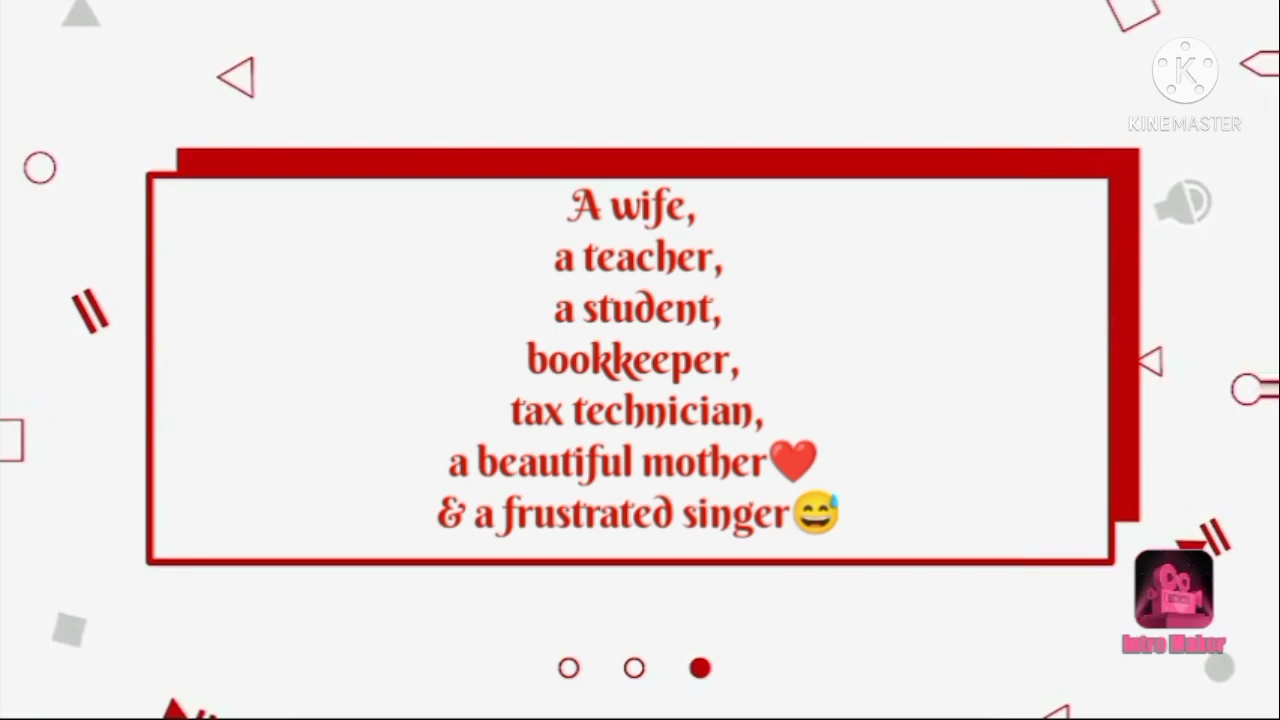 K
KINEMASTER
A wife,
a teacher,
a student,
bookkeeper,
tax technician,
a beautiful mother❤️
& a frustrated singer😅
Intro Maker